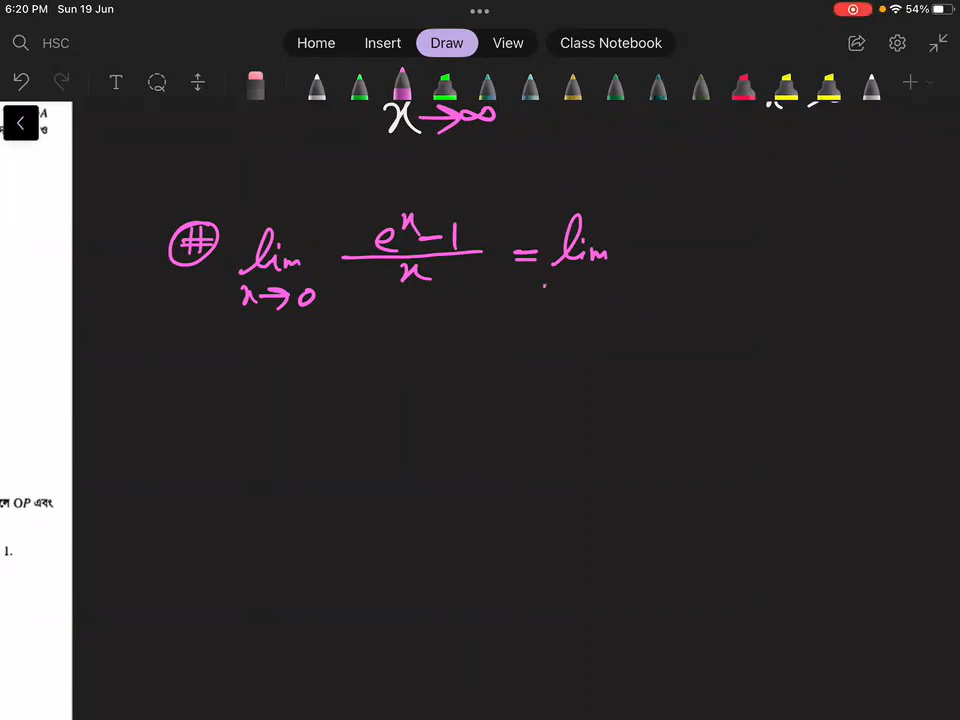 6:20 PM Sun 19 Jun
54%
HSC
Home Insert Draw View Class Notebook
T
A
ও
x → ∞
# lim x→0 (e^x − 1) / x = lim
লে OP এবং
1.